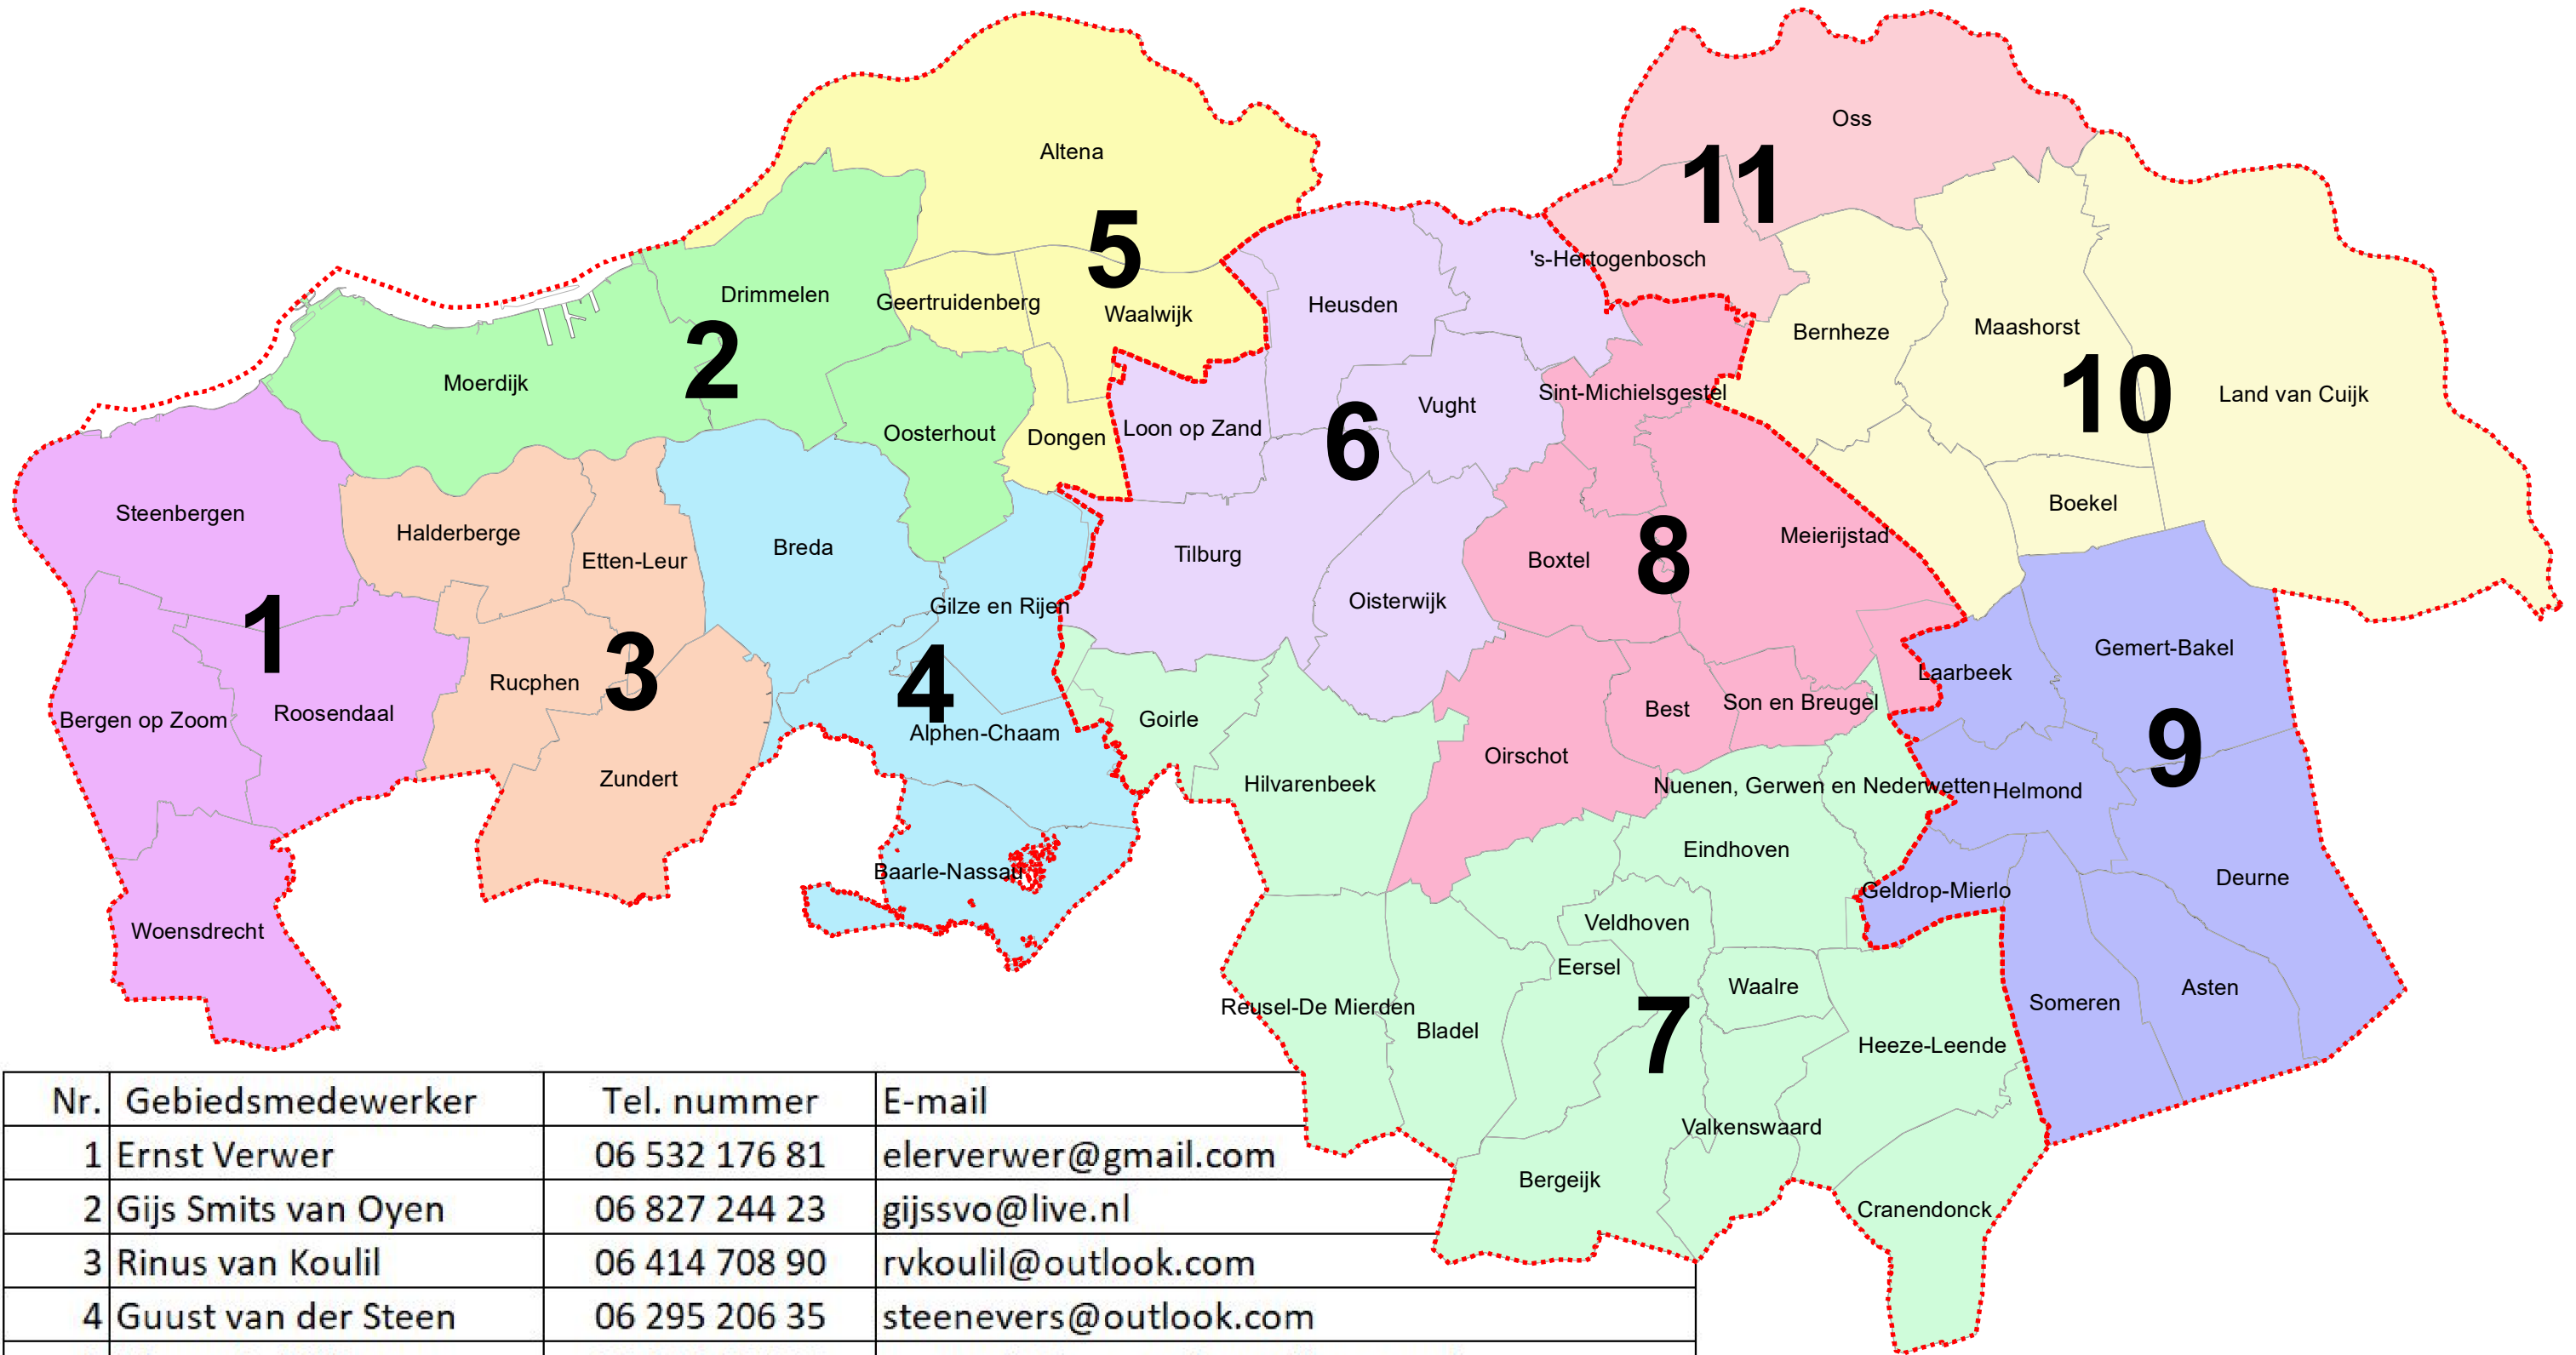 Oss
Altena
11
5
's-Hertogenbosch
Drimmelen
Geertruidenberg
Waalwijk
Heusden
Bernheze
Maashorst
2
Moerdijk
Sint-Michielsgestel
10
Land van Cuijk
Vught
Oosterhout
Dongen
Loon op Zand
6
Boekel
Steenbergen
Halderberge
Etten-Leur
Breda
Tilburg
Boxtel
8
Meierijstad
Gilze en Rijen
Oisterwijk
1
3
4
Gemert-Bakel
Laarbeek
Rucphen
Bergen op Zoom
Roosendaal
Alphen-Chaam
Goirle
Best
Son en Breugel
9
Zundert
Hilvarenbeek
Oirschot
Nuenen, Gerwen en Nederwetten
Helmond
Eindhoven
Baarle-Nassau
Geldrop-Mierlo
Deurne
Woensdrecht
Veldhoven
Eersel
Waalre
Asten
Reusel-De Mierden
Bladel
7
Someren
Heeze-Leende
Valkenswaard
Bergeijk
Cranendonck
Nr. Gebiedsmedewerker Tel. nummer E-mail
1 Ernst Verwer 06 532 176 81 elerverwer@gmail.com
2 Gijs Smits van Oyen 06 827 244 23 gijssvo@live.nl
3 Rinus van Koulil 06 414 708 90 rvkoulil@outlook.com
4 Guust van der Steen 06 295 206 35 steenevers@outlook.com